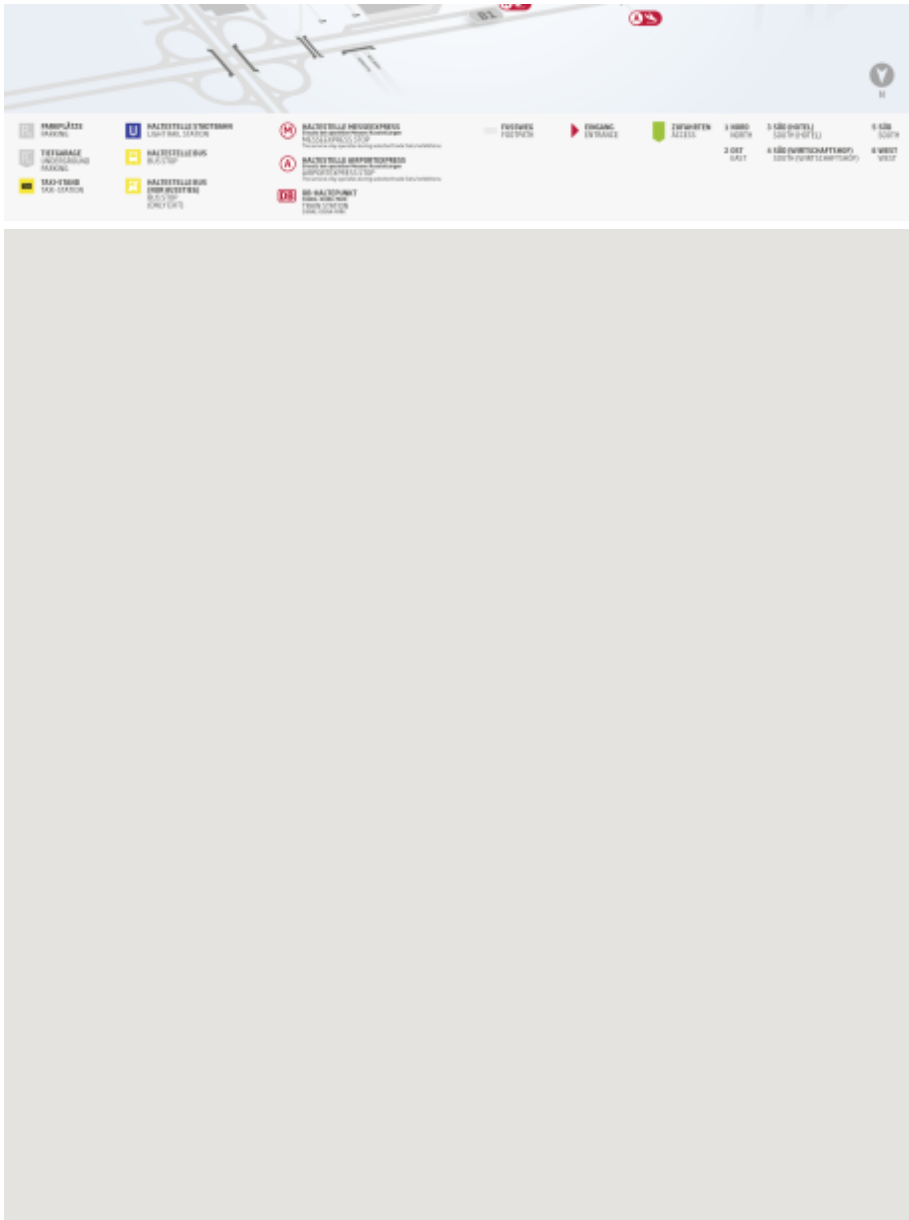 B1
N
PARKPLÄTZE
PARKING
TIEFGARAGE
UNDERGROUND
PARKING
TAXI-STAND
TAXI-STATION
U
HALTESTELLE STADTBAHN
LIGHT RAIL STATION
HALTESTELLE BUS
BUS STOP
HALTESTELLE BUS
(NUR AUSSTIEG)
BUS STOP
(ONLY EXIT)
M
HALTESTELLE MESSEEXPRESS
MESSEEXPRESS STOP
A
HALTESTELLE AIRPORTEXPRESS
AIRPORTEXPRESS STOP
DB
DB-HALTEPUNKT
TRAIN STATION
FUSSWEG
FOOTPATH
EINGANG
ENTRANCE
ZUFAHRTEN
ACCESS
1 NORD
NORTH
2 OST
EAST
3 SÜD (HOTEL)
SOUTH (HOTEL)
4 SÜD (WIRTSCHAFTSHOF)
SOUTH (WIRTSCHAFTSHOF)
5 SÜD
SOUTH
6 WEST
WEST